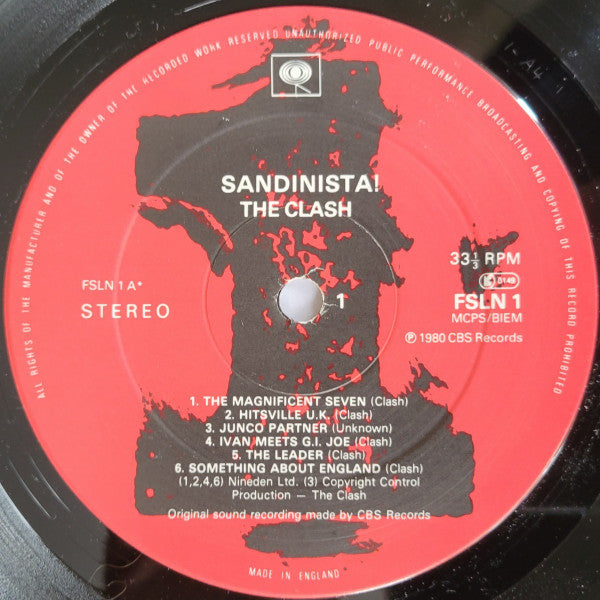 ALL RIGHTS OF THE MANUFACTURER AND OF THE OWNER OF THE RECORDED WORK RESERVED UNAUTHORIZED PUBLIC PERFORMANCE BROADCASTING AND COPYING OF THIS RECORD PROHIBITED
SANDINISTA!
THE CLASH
FSLN 1 A*
STEREO
1
33⅓ RPM
FSLN 1
MCPS/BIEM
Ⓟ 1980 CBS Records
1. THE MAGNIFICENT SEVEN (Clash)
2. HITSVILLE U.K. (Clash)
3. JUNCO PARTNER (Unknown)
4. IVAN MEETS G.I. JOE (Clash)
5. THE LEADER (Clash)
6. SOMETHING ABOUT ENGLAND (Clash)
(1,2,4,6) Nineden Ltd. (3) Copyright Control
Production — The Clash
Original sound recording made by CBS Records
MADE IN ENGLAND